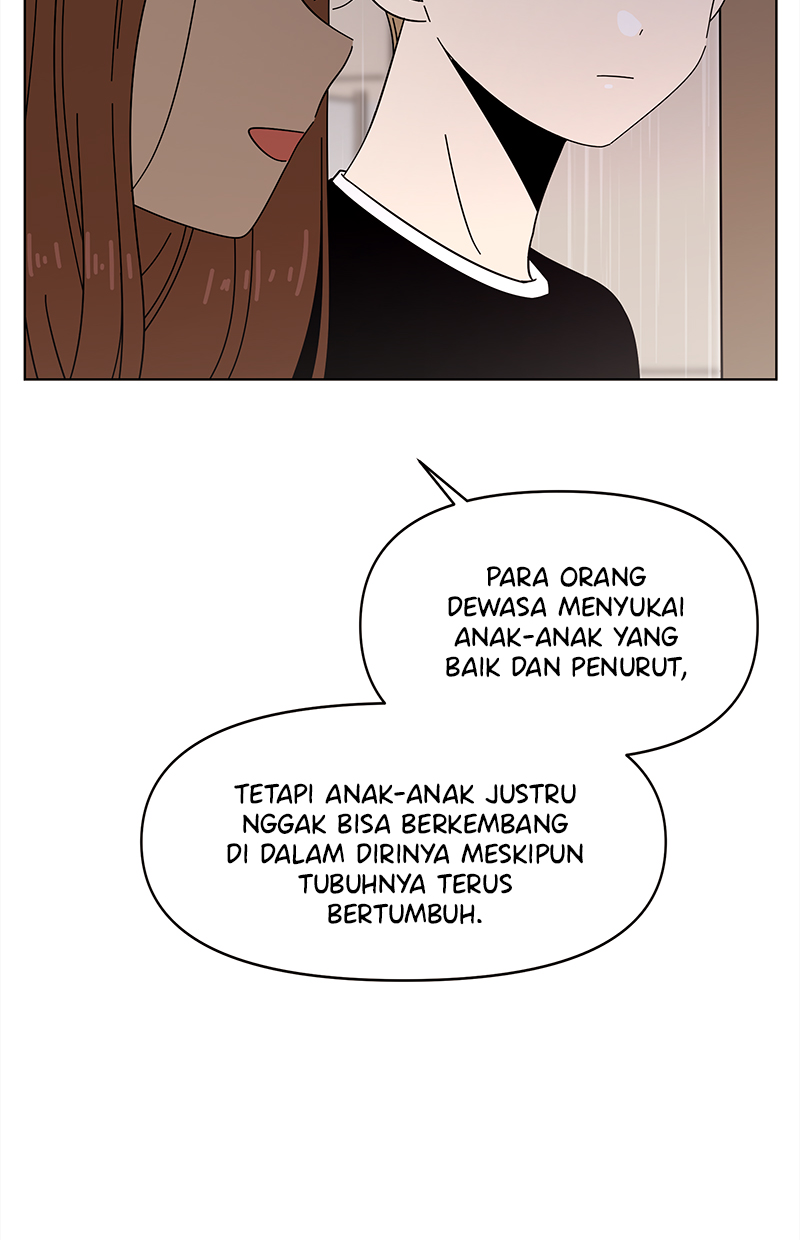 PARA ORANG
DEWASA MENYUKAI
ANAK-ANAK YANG
BAIK DAN PENURUT,
TETAPI ANAK-ANAK JUSTRU
NGGAK BISA BERKEMBANG
DI DALAM DIRINYA MESKIPUN
TUBUHNYA TERUS
BERTUMBUH.